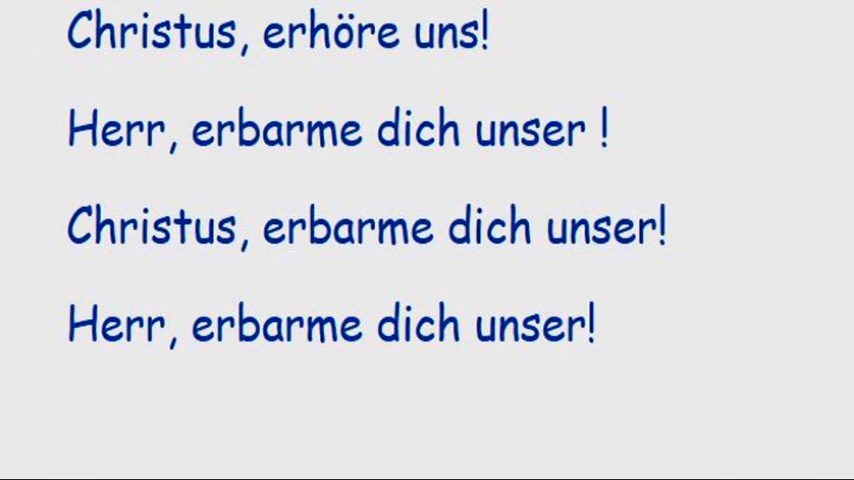 Christus, erhöre uns!
Herr, erbarme dich unser !
Christus, erbarme dich unser!
Herr, erbarme dich unser!